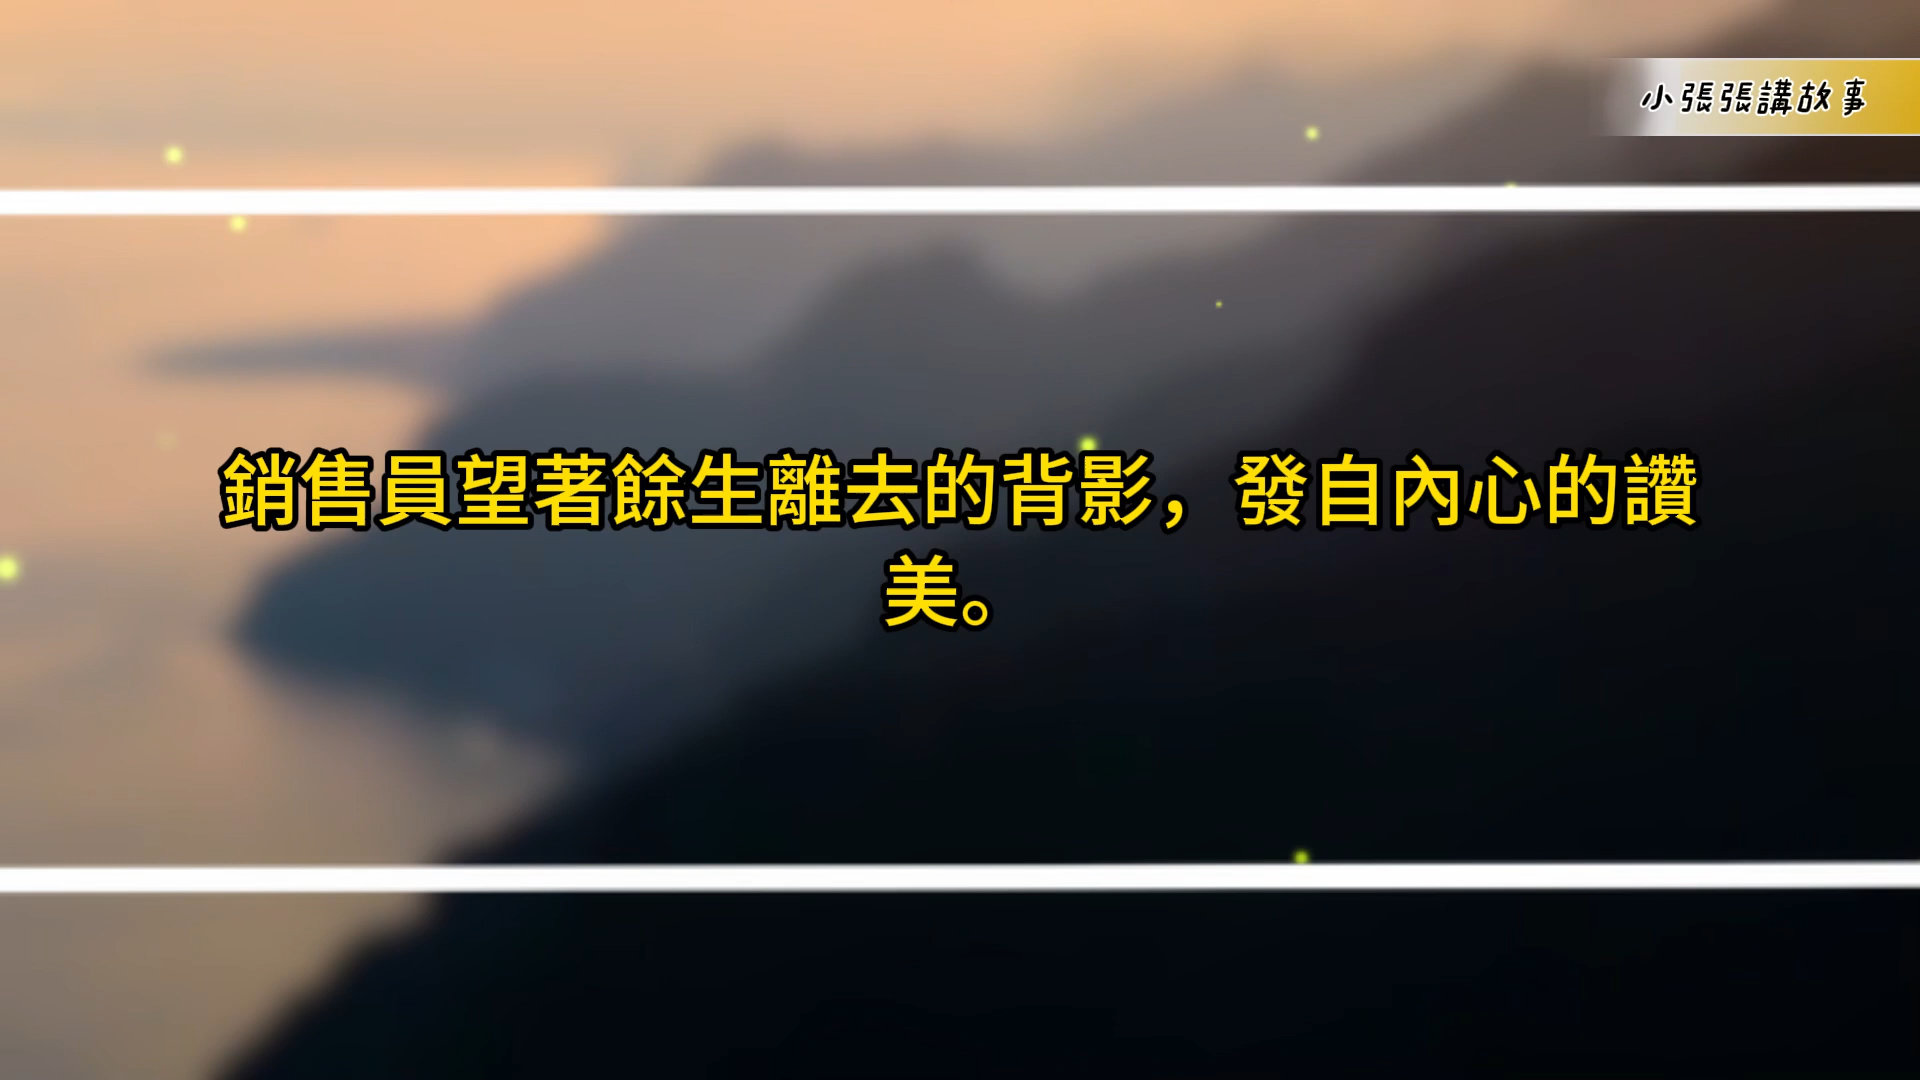 小張張講故事
銷售員望著餘生離去的背影，發自內心的讚
美。